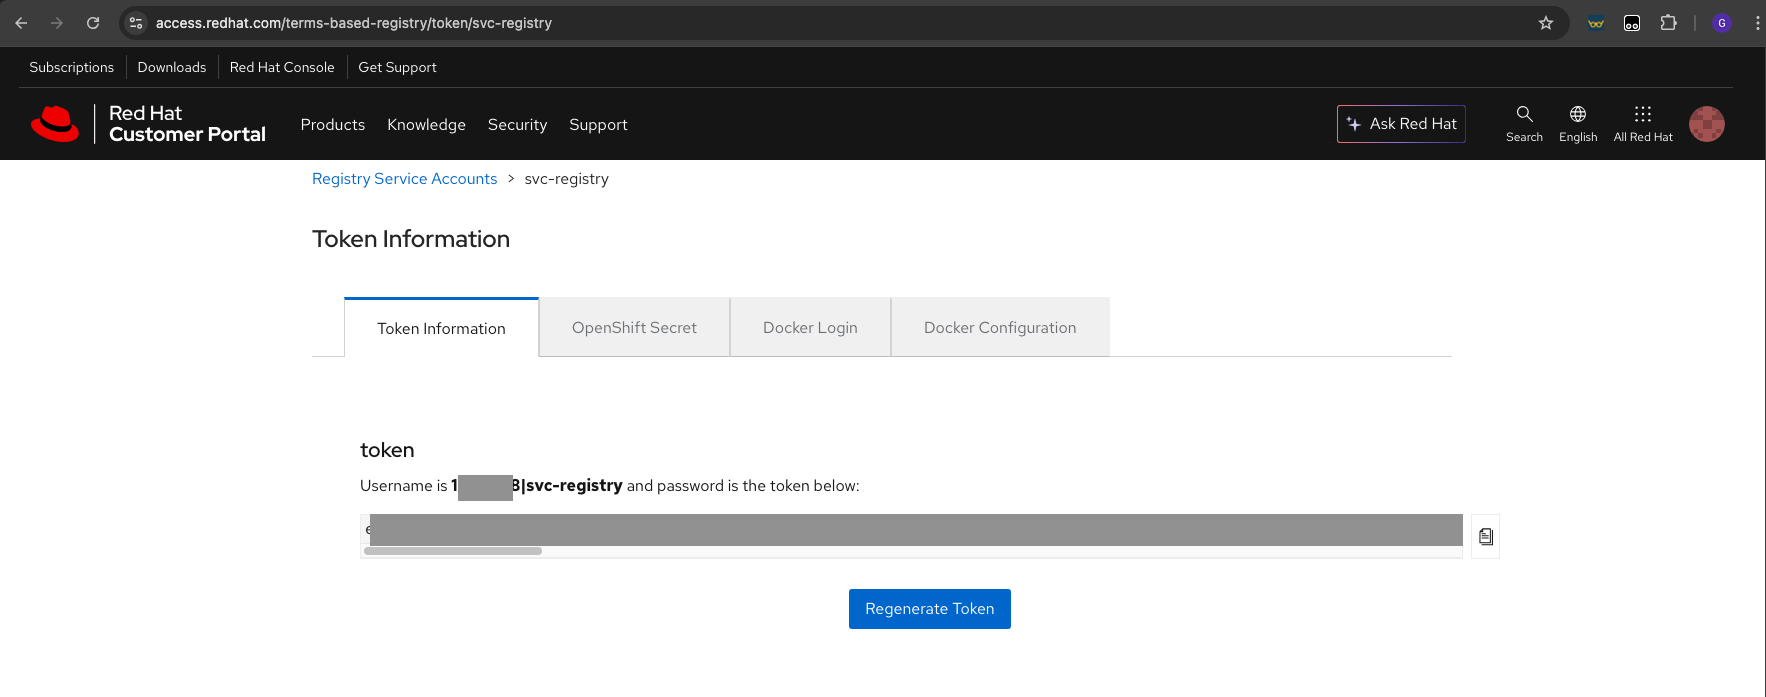 access.redhat.com/terms-based-registry/token/svc-registry
G
Subscriptions Downloads Red Hat Console Get Support
Red Hat
Customer Portal
Products Knowledge Security Support
Ask Red Hat
Search English All Red Hat
Registry Service Accounts > svc-registry
Token Information
Token Information OpenShift Secret Docker Login Docker Configuration
token
Username is 1 8|svc-registry and password is the token below:
Regenerate Token